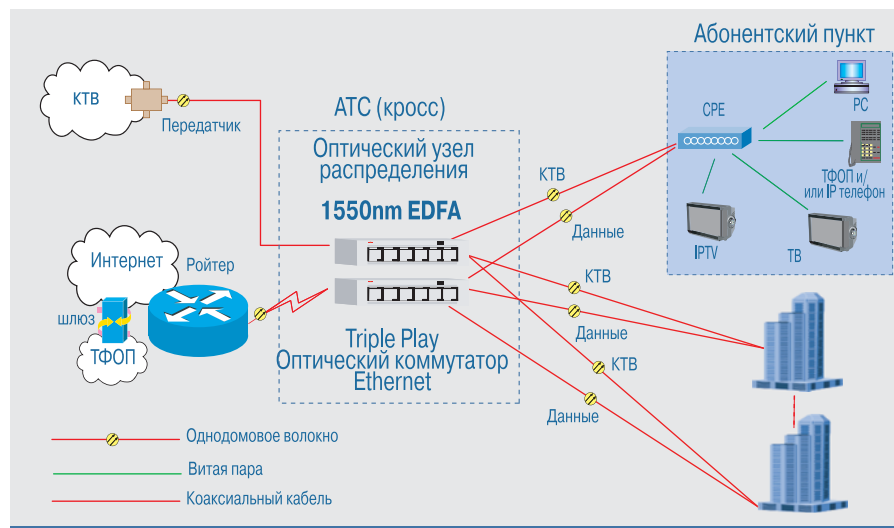 Абонентский пункт
КТВ
Передатчик
АТС (кросс)
Оптический узел
распределения
1550nm EDFA
CPE
PC
ТФОП и/
или IP телефон
IPTV
ТВ
КТВ
Данные
Интернет
Ройтер
шлюз
ТФОП
КТВ
Данные
КТВ
Данные
Triple Play
Оптический коммутатор
Ethernet
Однодомовое волокно
Витая пара
Коаксиальный кабель